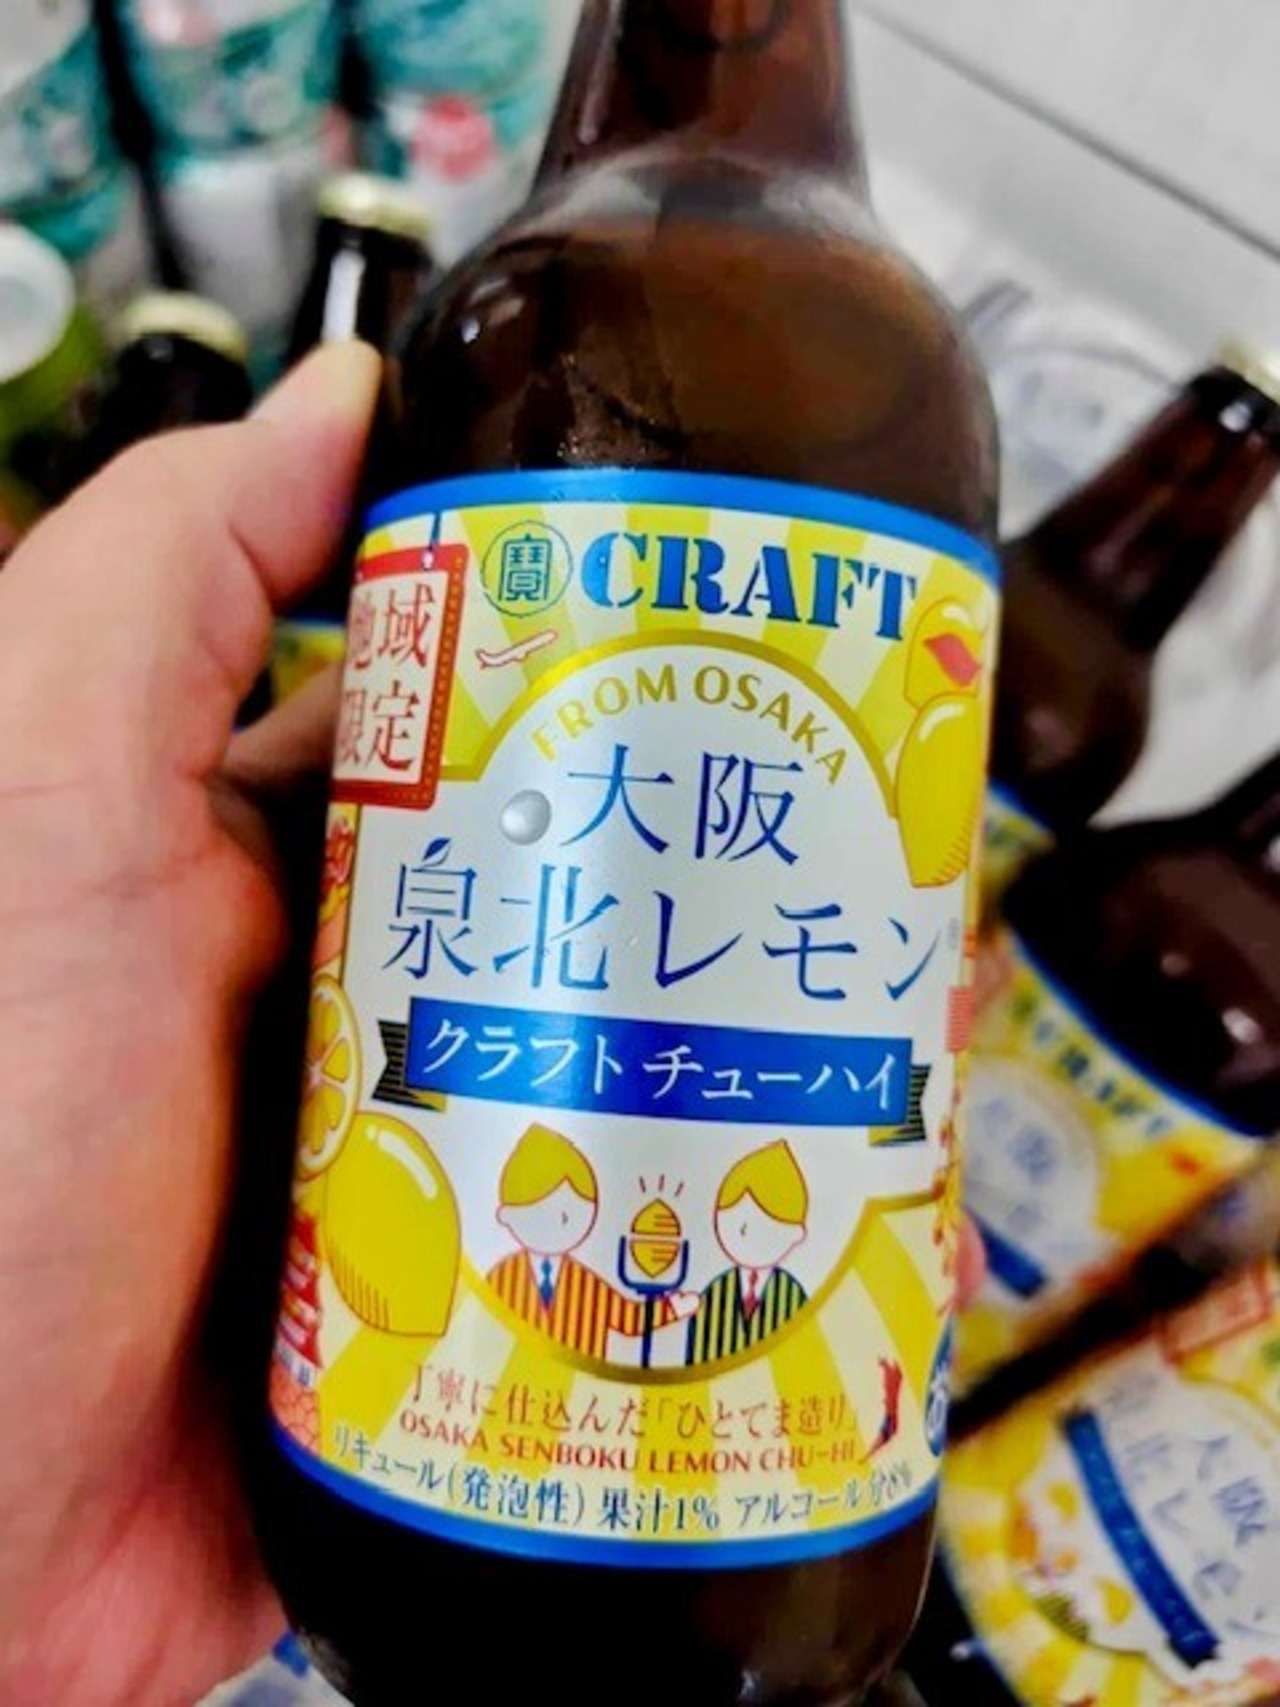 寶 CRAFT
地域
限定
FROM OSAKA
大阪
泉北レモン
クラフトチューハイ
丁寧に仕込んだ「ひとてま造り」
OSAKA SENBOKU LEMON CHU-HI
リキュール(発泡性) 果汁1% アルコール分8%